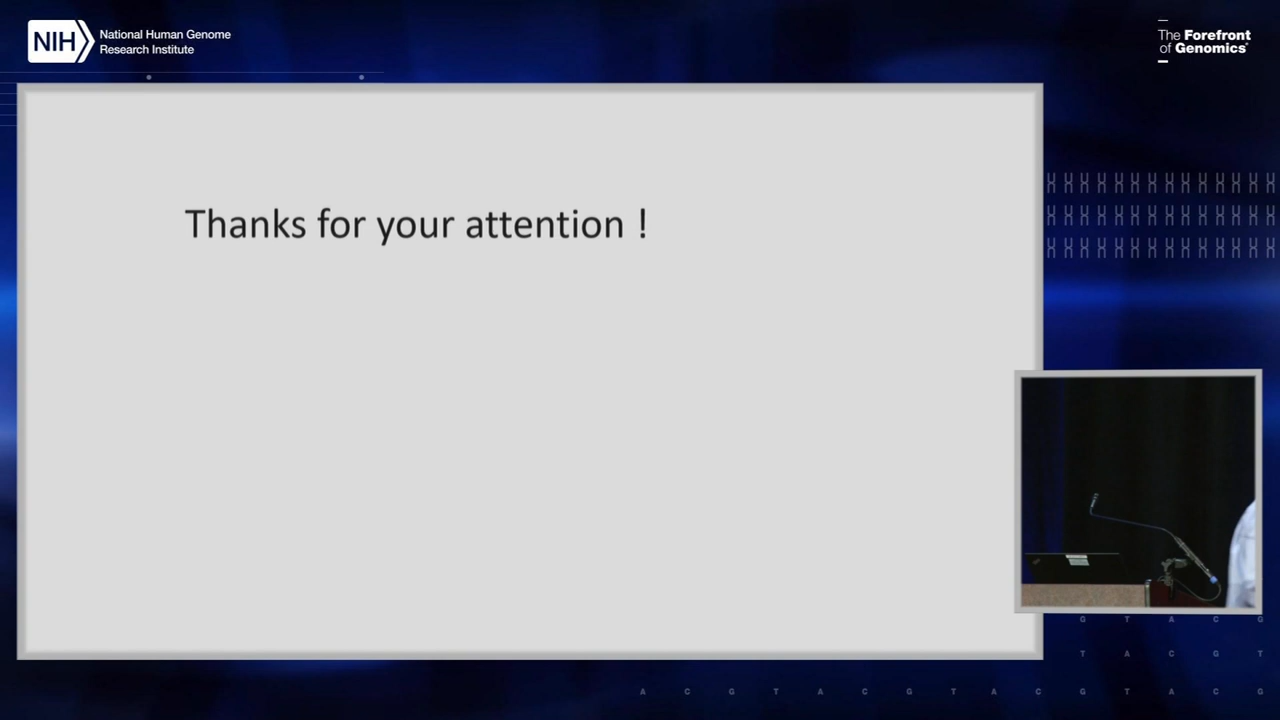 NIH
National Human Genome
Research Institute
The Forefront
of Genomics®
Thanks for your attention !
G T A C G
T A C G T
A C G T A C G T A C G T A C G